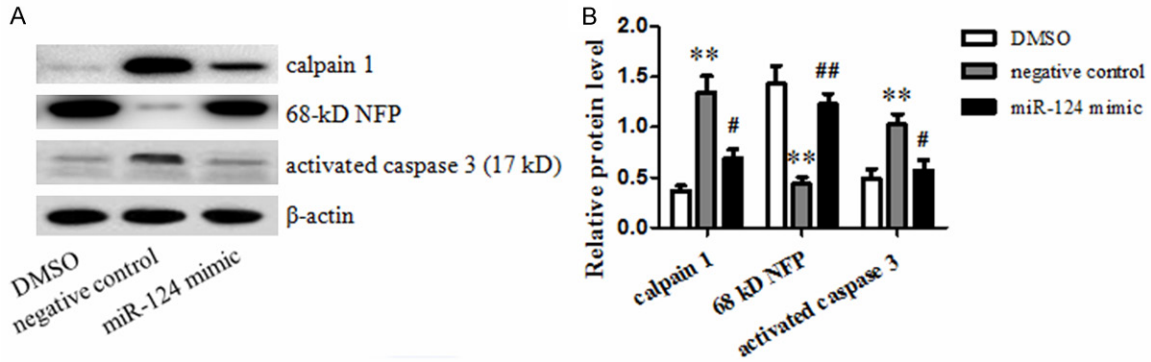 A
calpain 1
68-kD NFP
activated caspase 3 (17 kD)
β-actin
DMSO
negative control
miR-124 mimic
B
Relative protein level
2.0
1.5
1.0
0.5
0.0
**
#
**
##
**
#
calpain 1
68 kD NFP
activated caspase 3
DMSO
negative control
miR-124 mimic